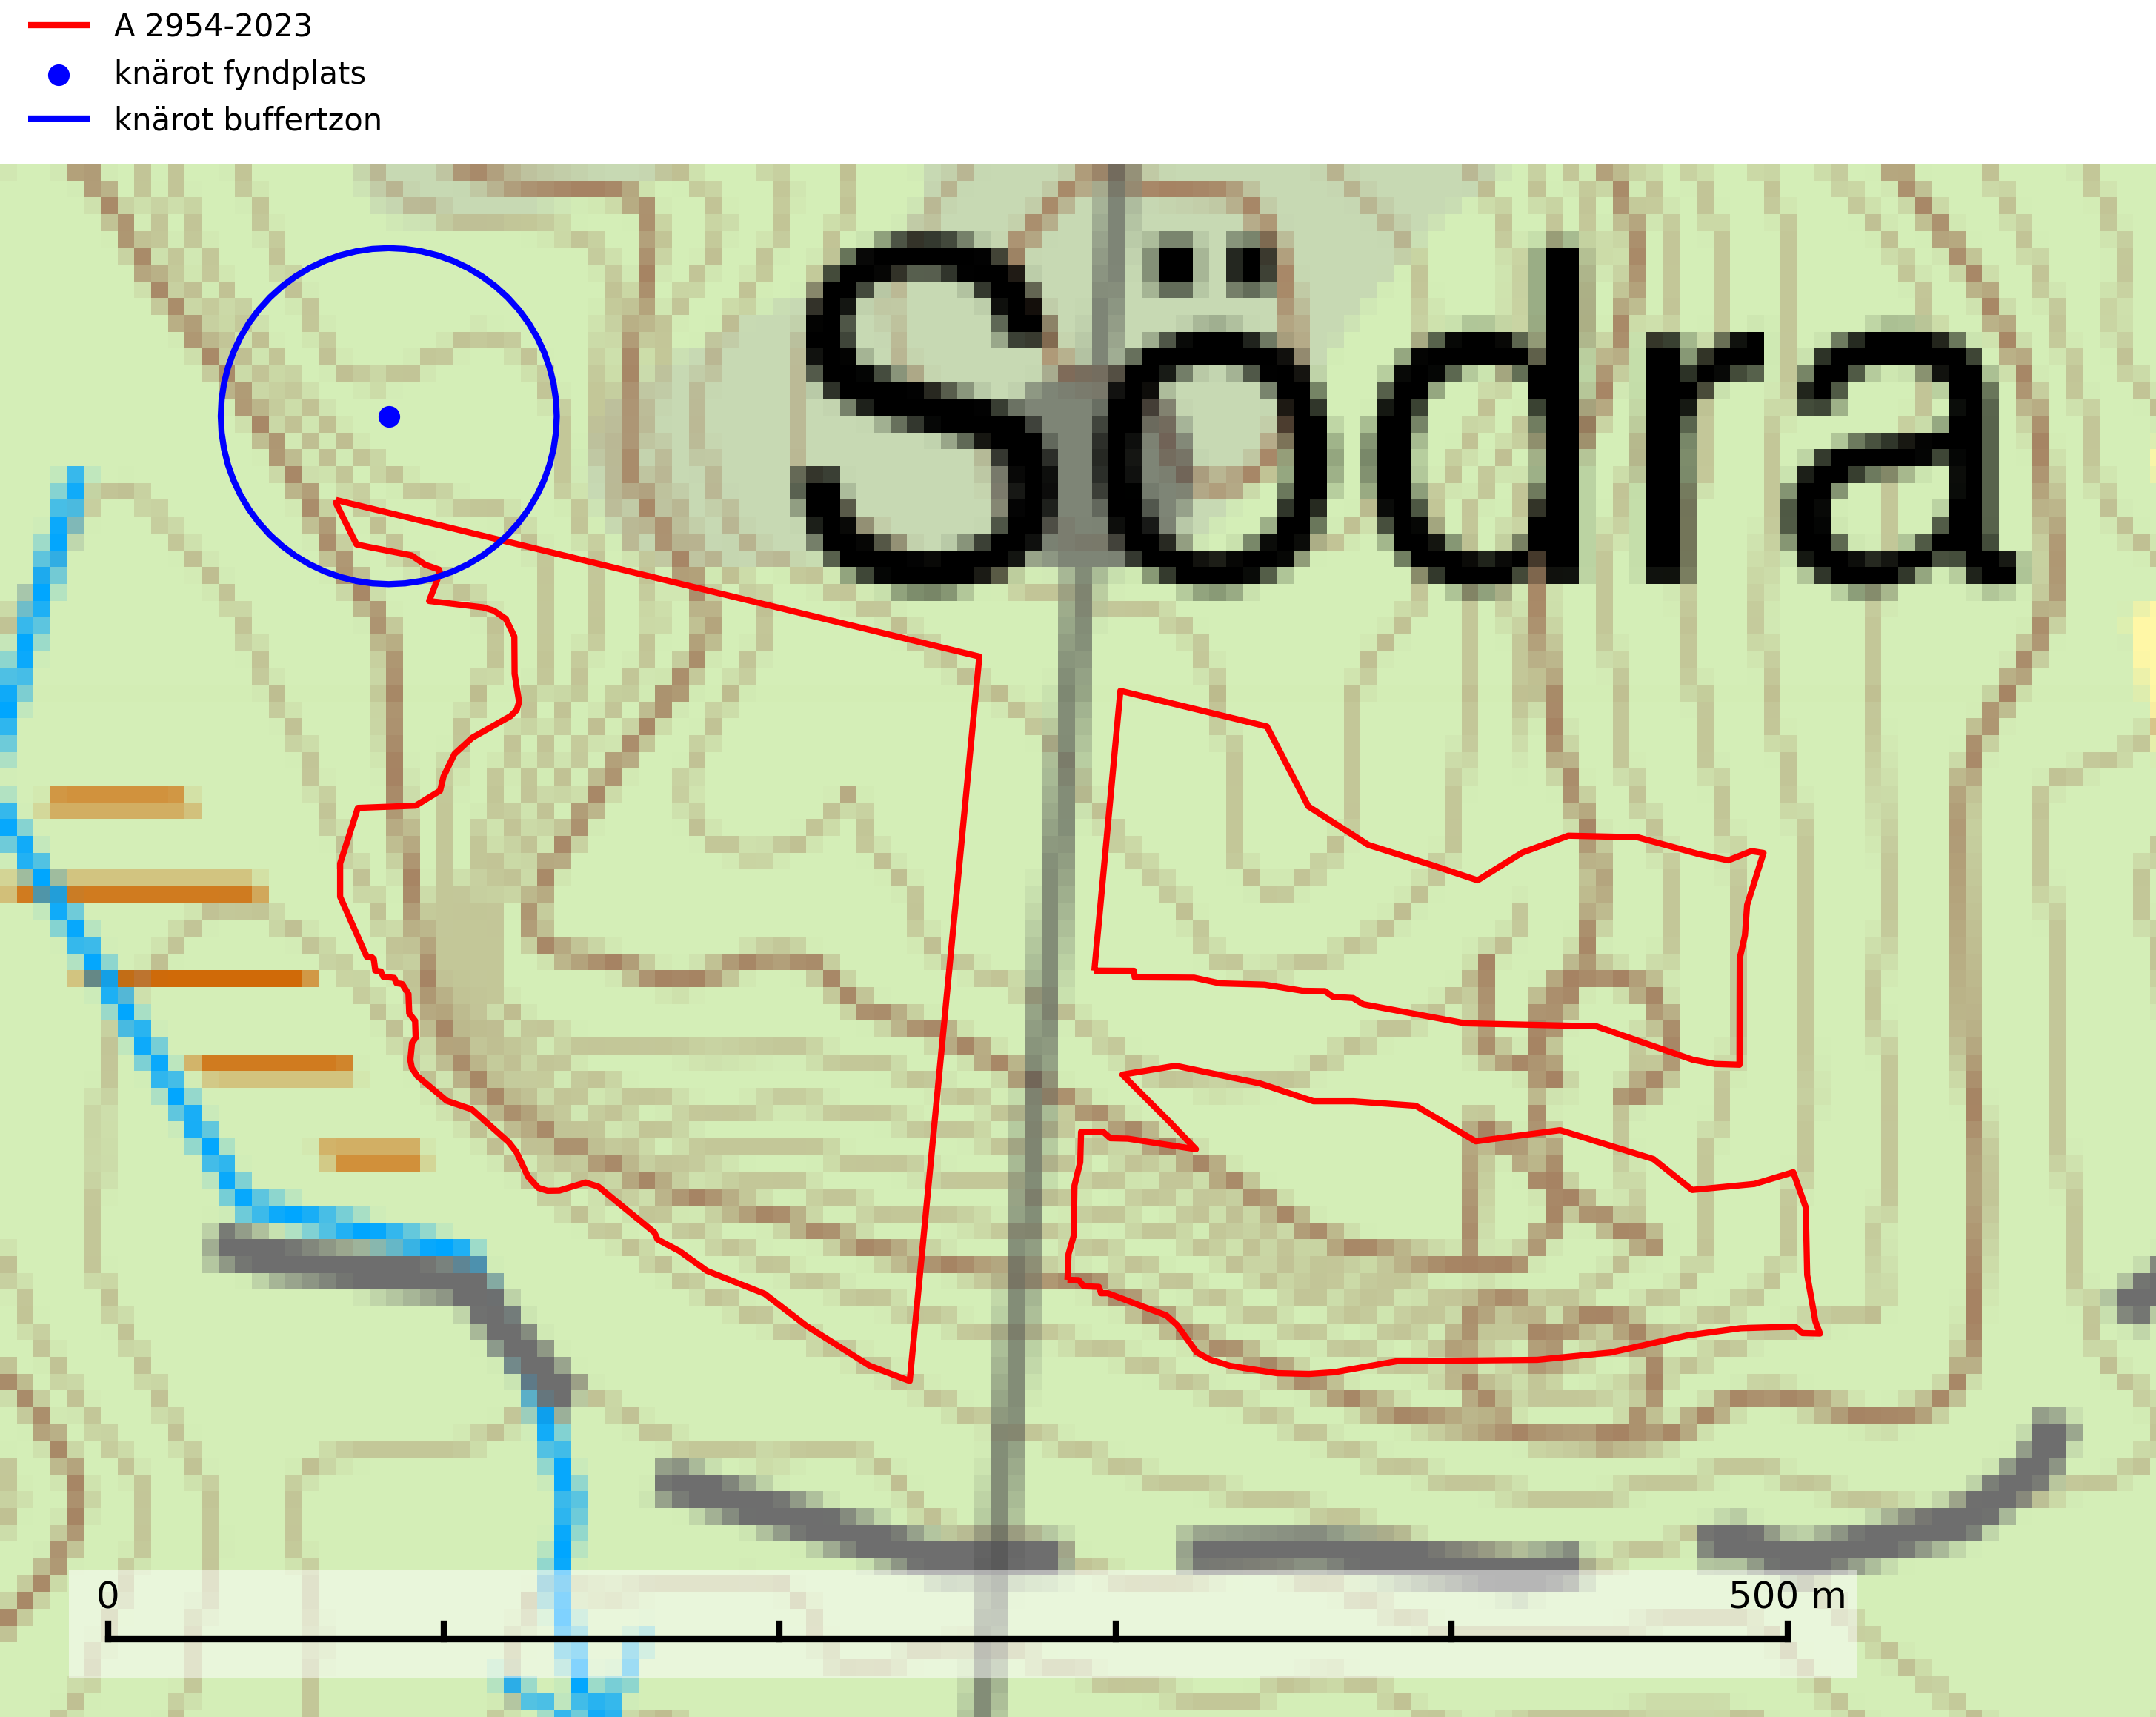 A 2954-2023
knärot fyndplats
knärot buffertzon
Södra
0 500 m